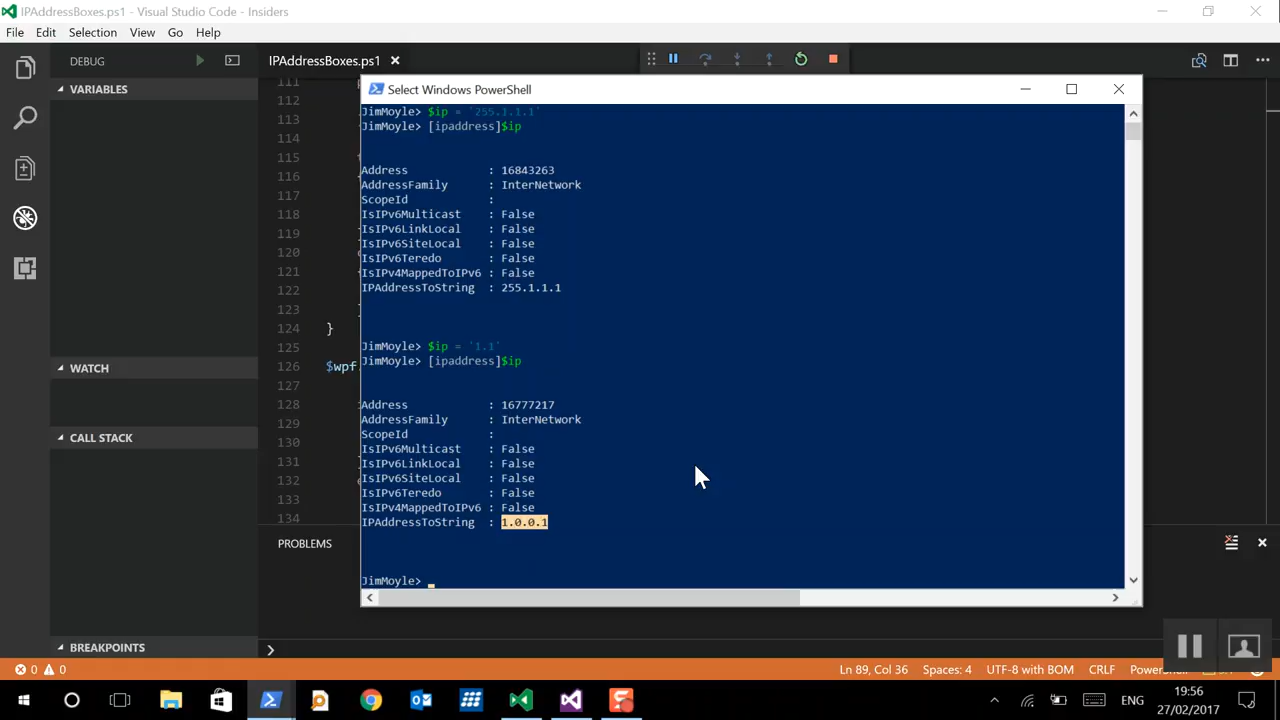 IPAddressBoxes.ps1 - Visual Studio Code - Insiders
File Edit Selection View Go Help
DEBUG
IPAddressBoxes.ps1
VARIABLES
WATCH
CALL STACK
BREAKPOINTS
111
112
113
114
115
116
117
118
119
120
121
122
123
124 }
125
126 $wpf.
127
128
129
130
131
132
133
134
Select Windows PowerShell
JimMoyle> $ip = '255.1.1.1'
JimMoyle> [ipaddress]$ip
Address : 16843263
AddressFamily : InterNetwork
ScopeId :
IsIPv6Multicast : False
IsIPv6LinkLocal : False
IsIPv6SiteLocal : False
IsIPv6Teredo : False
IsIPv4MappedToIPv6 : False
IPAddressToString : 255.1.1.1
JimMoyle> $ip = '1.1'
JimMoyle> [ipaddress]$ip
Address : 16777217
AddressFamily : InterNetwork
ScopeId :
IsIPv6Multicast : False
IsIPv6LinkLocal : False
IsIPv6SiteLocal : False
IsIPv6Teredo : False
IsIPv4MappedToIPv6 : False
IPAddressToString : 1.0.0.1
JimMoyle>
PROBLEMS
0 0
Ln 89, Col 36 Spaces: 4 UTF-8 with BOM CRLF
ENG
19:56
27/02/2017